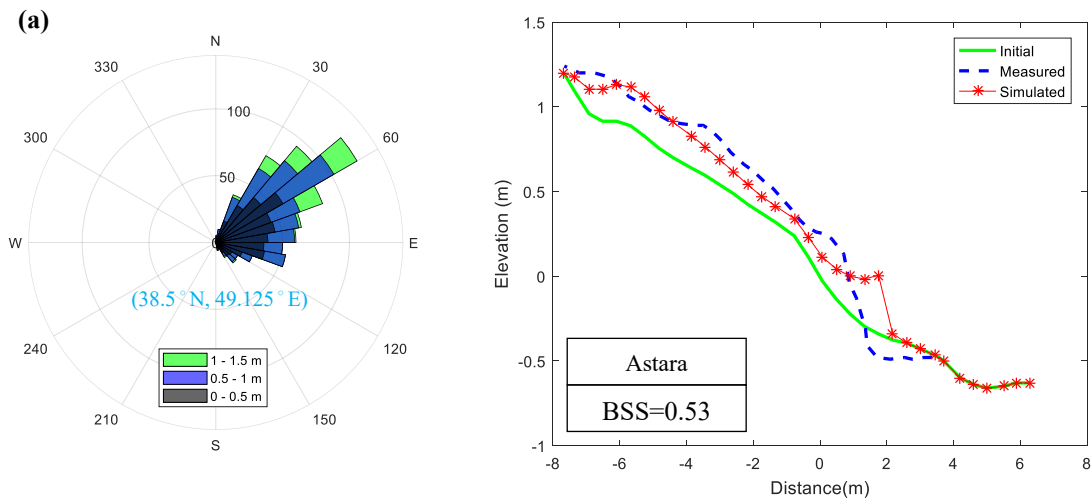 (a)
N
330
30
300
100
60
50
W
0
E
(38.5°N, 49.125°E)
240
120
1 - 1.5 m
0.5 - 1 m
0 - 0.5 m
210
150
S
1.5
1
0.5
0
-0.5
-1
Elevation (m)
Initial
Measured
Simulated
Astara
BSS=0.53
-8
-6
-4
-2
0
2
4
6
8
Distance(m)